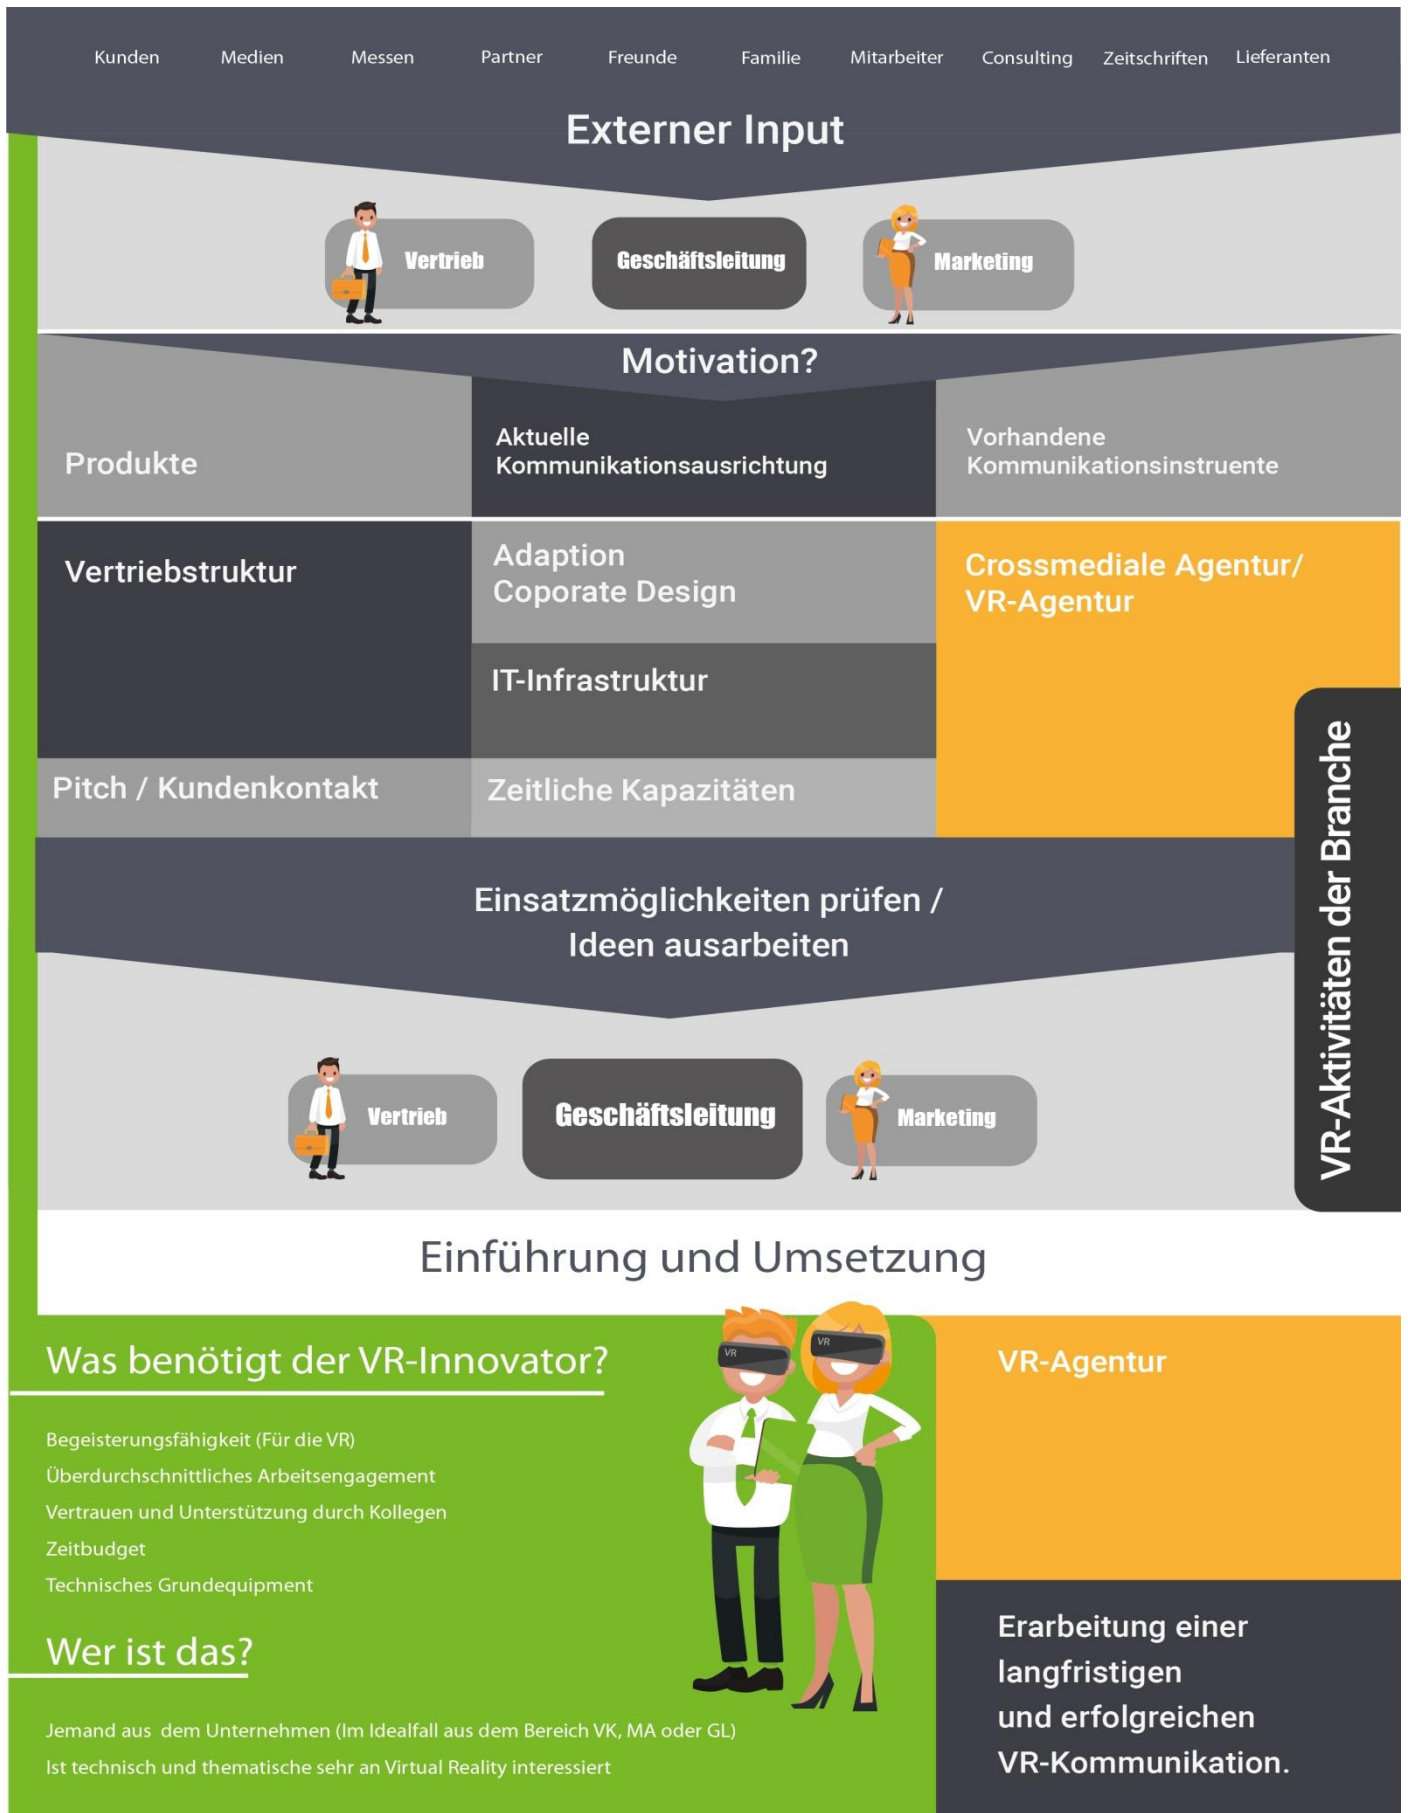 Kunden Medien Messen Partner Freunde Familie Mitarbeiter Consulting Zeitschriften Lieferanten
Externer Input
Vertrieb
Geschäftsleitung
Marketing
Motivation?
Produkte
Aktuelle
Kommunikationsausrichtung
Vorhandene
Kommunikationsinstruente
Vertriebstruktur
Adaption
Coporate Design
Crossmediale Agentur/
VR-Agentur
IT-Infrastruktur
Pitch / Kundenkontakt
Zeitliche Kapazitäten
VR-Aktivitäten der Branche
Einsatzmöglichkeiten prüfen /
Ideen ausarbeiten
Vertrieb
Geschäftsleitung
Marketing
Einführung und Umsetzung
Was benötigt der VR-Innovator?
Begeisterungsfähigkeit (Für die VR)
Überdurchschnittliches Arbeitsengagement
Vertrauen und Unterstützung durch Kollegen
Zeitbudget
Technisches Grundequipment
Wer ist das?
Jemand aus dem Unternehmen (Im Idealfall aus dem Bereich VK, MA oder GL)
Ist technisch und thematische sehr an Virtual Reality interessiert
VR
VR
VR-Agentur
Erarbeitung einer
langfristigen
und erfolgreichen
VR-Kommunikation.